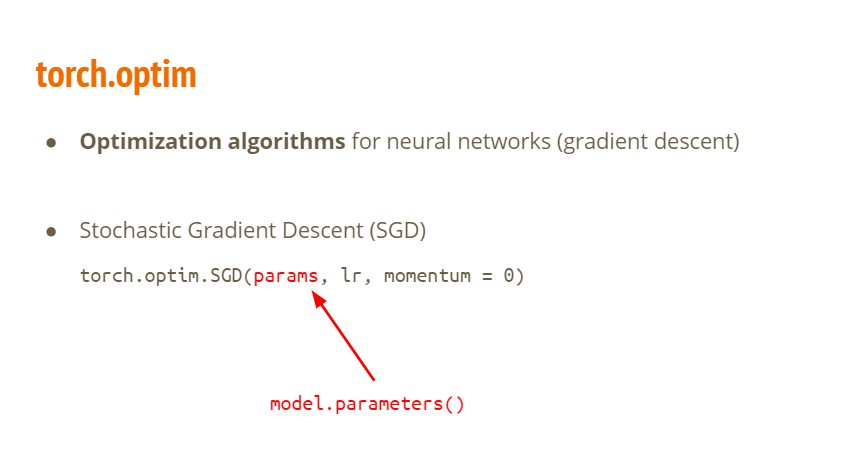 torch.optim
● Optimization algorithms for neural networks (gradient descent)
● Stochastic Gradient Descent (SGD)
torch.optim.SGD(params, lr, momentum = 0)
model.parameters()